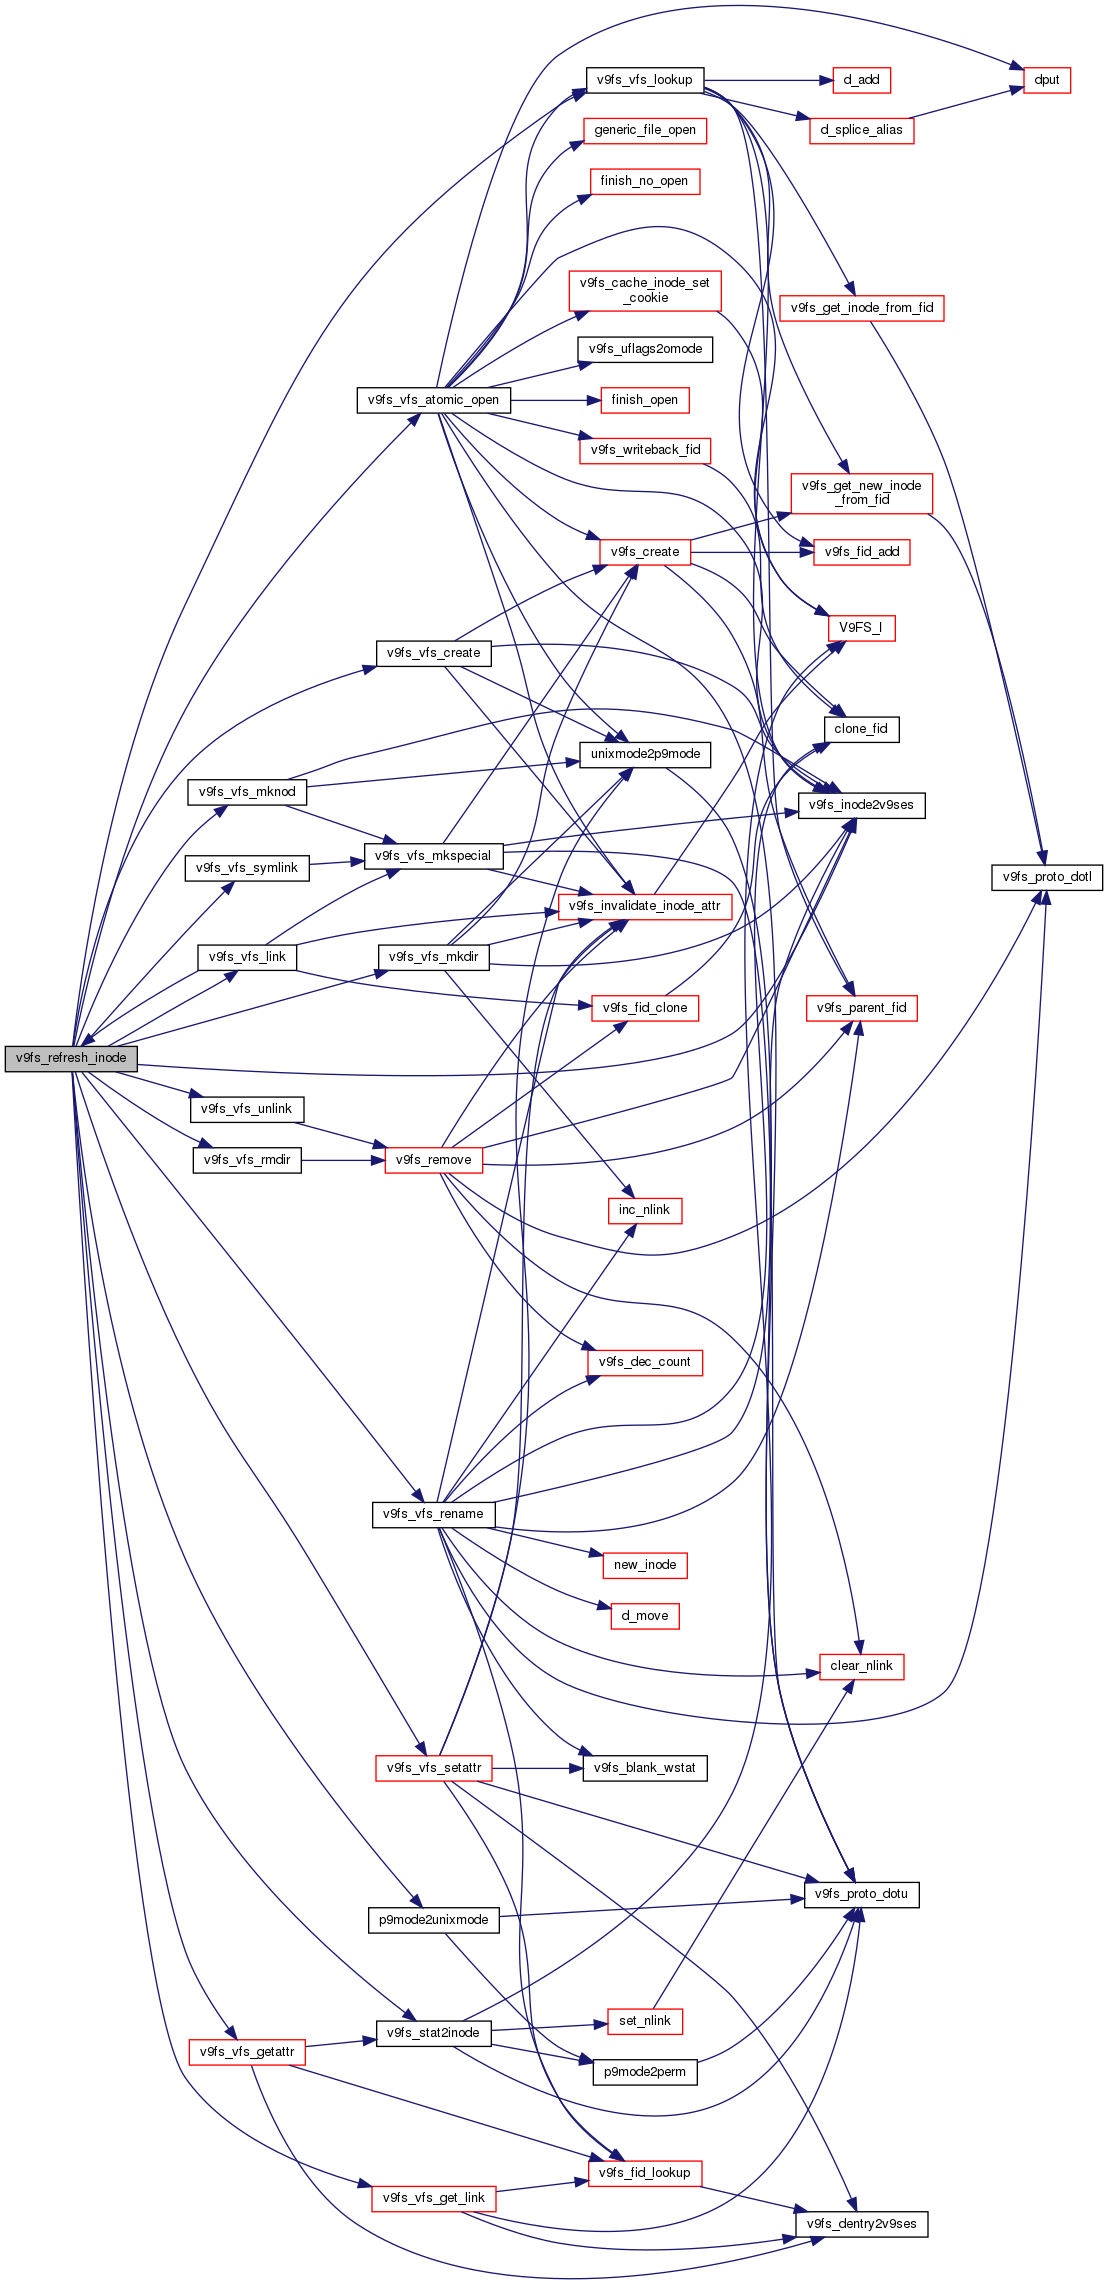 v9fs_vfs_lookup
d_add
dput
generic_file_open
d_splice_alias
finish_no_open
v9fs_cache_inode_set
_cookie
v9fs_get_inode_from_fid
v9fs_uflags2omode
v9fs_vfs_atomic_open
finish_open
v9fs_writeback_fid
v9fs_get_new_inode
_from_fid
v9fs_create
v9fs_fid_add
V9FS_I
v9fs_vfs_create
clone_fid
unixmode2p9mode
v9fs_vfs_mknod
v9fs_inode2v9ses
v9fs_vfs_mkspecial
v9fs_vfs_symlink
v9fs_proto_dotl
v9fs_invalidate_inode_attr
v9fs_vfs_link
v9fs_vfs_mkdir
v9fs_fid_clone
v9fs_parent_fid
v9fs_refresh_inode
v9fs_vfs_unlink
v9fs_vfs_rmdir
v9fs_remove
inc_nlink
v9fs_dec_count
v9fs_vfs_rename
new_inode
d_move
clear_nlink
v9fs_vfs_setattr
v9fs_blank_wstat
v9fs_proto_dotu
p9mode2unixmode
set_nlink
v9fs_stat2inode
v9fs_vfs_getattr
p9mode2perm
v9fs_fid_lookup
v9fs_vfs_get_link
v9fs_dentry2v9ses